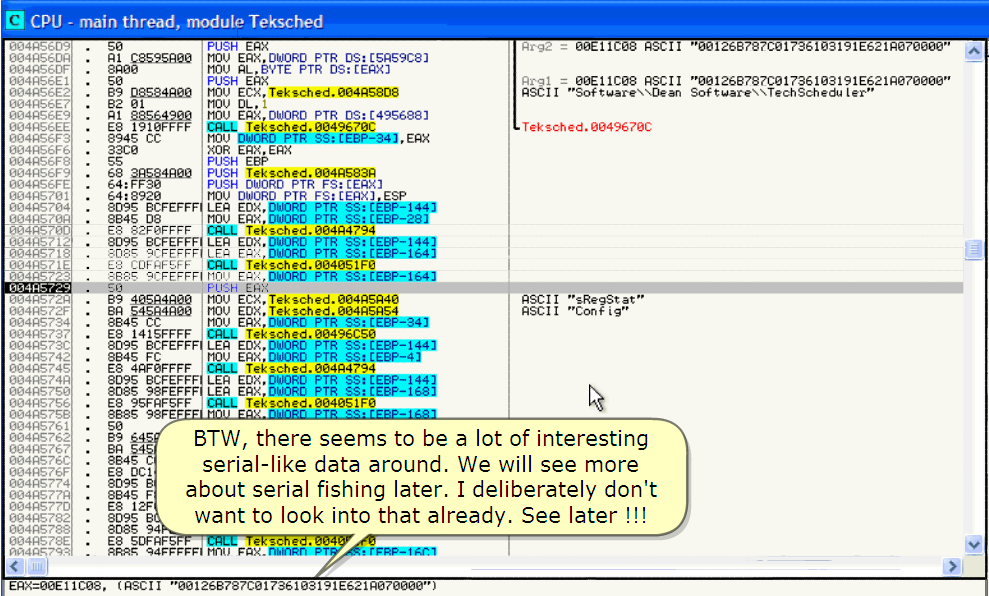 C CPU - main thread, module Teksched
004A56D9 . 50 PUSH EAX Arg2 = 00E11C08 ASCII "00126B787C01736103191E621A070000"
004A56DA . A1 C8595A00 MOV EAX,DWORD PTR DS:[5A59C8]
004A56DF . 8A00 MOV AL,BYTE PTR DS:[EAX]
004A56E1 . 50 PUSH EAX Arg1 = 00E11C08 ASCII "00126B787C01736103191E621A070000"
004A56E2 . B9 D8584A00 MOV ECX,Teksched.004A58D8 ASCII "Software\\Dean Software\\TechScheduler"
004A56E7 . B2 01 MOV DL,1
004A56E9 . A1 88564900 MOV EAX,DWORD PTR DS:[495688]
004A56EE . E8 1910FFFF CALL Teksched.0049670C Teksched.0049670C
004A56F3 . 8945 CC MOV DWORD PTR SS:[EBP-34],EAX
004A56F6 . 33C0 XOR EAX,EAX
004A56F8 . 55 PUSH EBP
004A56F9 . 68 3A584A00 PUSH Teksched.004A583A
004A56FE . 64:FF30 PUSH DWORD PTR FS:[EAX]
004A5701 . 64:8920 MOV DWORD PTR FS:[EAX],ESP
004A5704 . 8D95 BCFEFFFF LEA EDX,DWORD PTR SS:[EBP-144]
004A570A . 8B45 D8 MOV EAX,DWORD PTR SS:[EBP-28]
004A570D . E8 82F0FFFF CALL Teksched.004A4794
004A5712 . 8D95 BCFEFFFF LEA EDX,DWORD PTR SS:[EBP-144]
004A5718 . 8D85 9CFEFFFF LEA EAX,DWORD PTR SS:[EBP-164]
004A571E . E8 CDFAF5FF CALL Teksched.004051F0
004A5723 . 8B85 9CFEFFFF MOV EAX,DWORD PTR SS:[EBP-164]
004A5729 . 50 PUSH EAX
004A572A . B9 405A4A00 MOV ECX,Teksched.004A5A40 ASCII "sRegStat"
004A572F . BA 545A4A00 MOV EDX,Teksched.004A5A54 ASCII "Config"
004A5734 . 8B45 CC MOV EAX,DWORD PTR SS:[EBP-34]
004A5737 . E8 1415FFFF CALL Teksched.00496C50
004A573C . 8D95 BCFEFFFF LEA EDX,DWORD PTR SS:[EBP-144]
004A5742 . 8B45 FC MOV EAX,DWORD PTR SS:[EBP-4]
004A5745 . E8 4AF0FFFF CALL Teksched.004A4794
004A574A . 8D95 BCFEFFFF LEA EDX,DWORD PTR SS:[EBP-144]
004A5750 . 8D85 98FEFFFF LEA EAX,DWORD PTR SS:[EBP-168]
004A5756 . E8 95FAF5FF CALL Teksched.004051F0
004A575B . 8B85 98FEFFFF MOV EAX,DWORD PTR SS:[EBP-168]
004A5761 . 50
004A5762 . B9 645A
004A5767 . BA 545
004A576C . 8B45 C
004A576F . E8 DC1
004A5774 . 8D95 B
004A577A . 8B45 F
004A577D . E8 12F
004A5782 . 8D95 BC
004A5788 . 8D85 94
004A578E . E8 5DFAF5FF CALL Teksched.004051F0
004A5793 . 8B85 94FEFFFF MOV EAX,DWORD PTR SS:[EBP-16C]
BTW, there seems to be a lot of interesting
serial-like data around. We will see more
about serial fishing later. I deliberately don't
want to look into that already. See later !!!
EAX=00E11C08, (ASCII "00126B787C01736103191E621A070000")